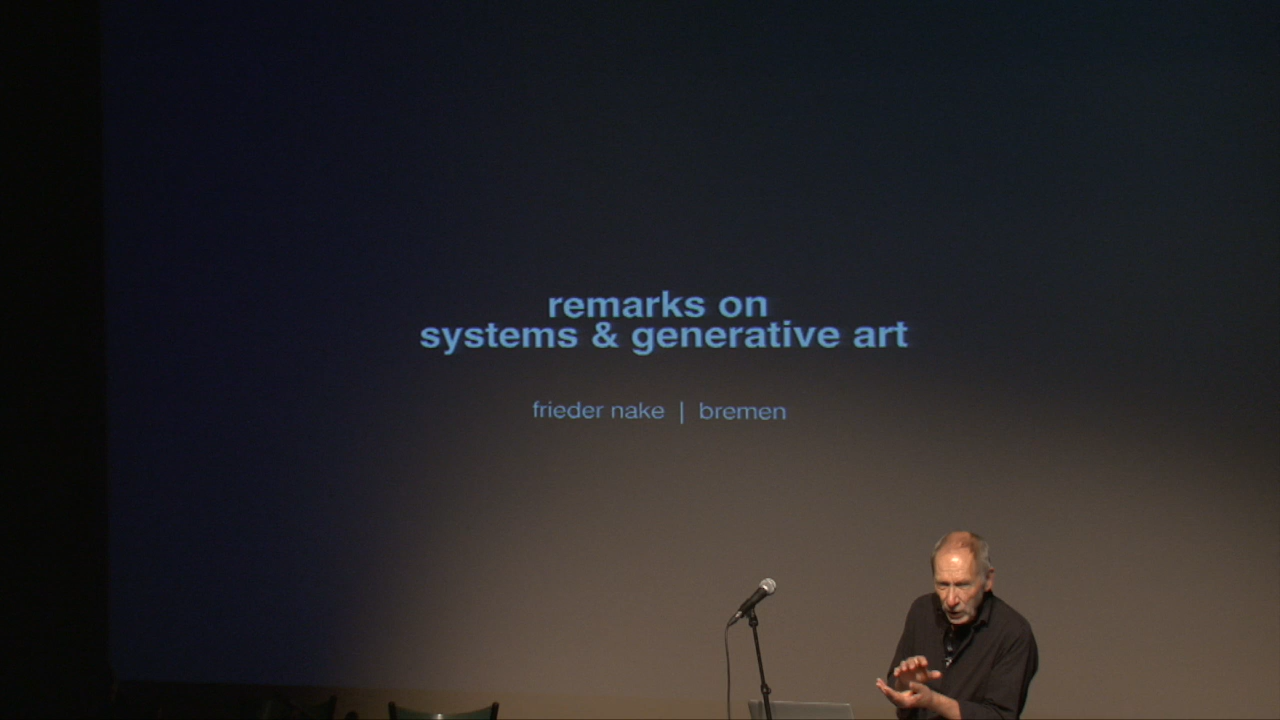 remarks on
systems & generative art
frieder nake | bremen